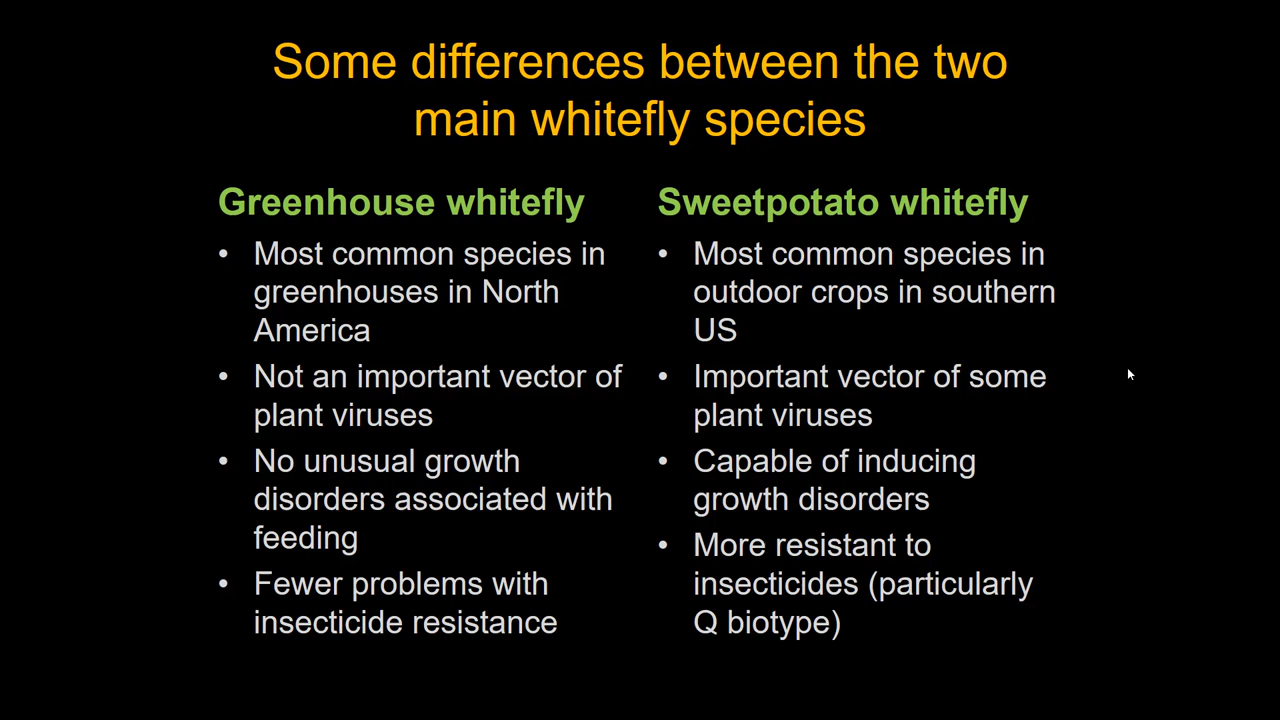 Some differences between the two
main whitefly species
Greenhouse whitefly
• Most common species in
greenhouses in North
America
• Not an important vector of
plant viruses
• No unusual growth
disorders associated with
feeding
• Fewer problems with
insecticide resistance
Sweetpotato whitefly
• Most common species in
outdoor crops in southern
US
• Important vector of some
plant viruses
• Capable of inducing
growth disorders
• More resistant to
insecticides (particularly
Q biotype)